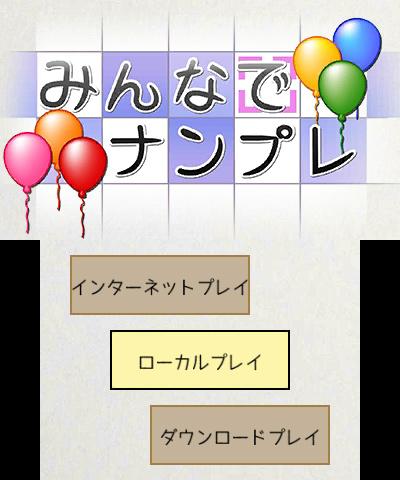 みんなで
ナンプレ
インターネットプレイ
ローカルプレイ
ダウンロードプレイ